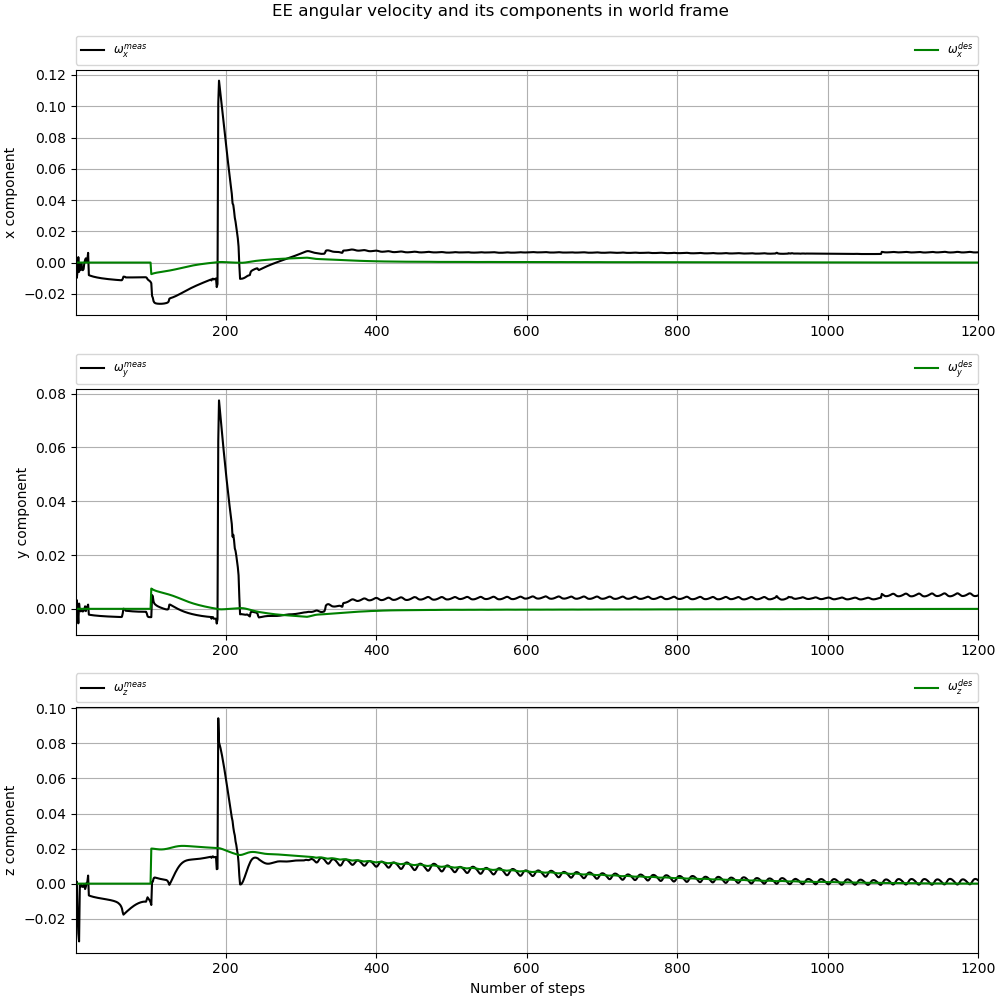 EE angular velocity and its components in world frame
ω_x^meas ω_x^des
0.12
0.10
0.08
0.06
0.04
0.02
0.00
−0.02
x component
200 400 600 800 1000 1200
ω_y^meas ω_y^des
0.08
0.06
0.04
0.02
0.00
y component
200 400 600 800 1000 1200
ω_z^meas ω_z^des
0.10
0.08
0.06
0.04
0.02
0.00
−0.02
z component
200 400 600 800 1000 1200
Number of steps